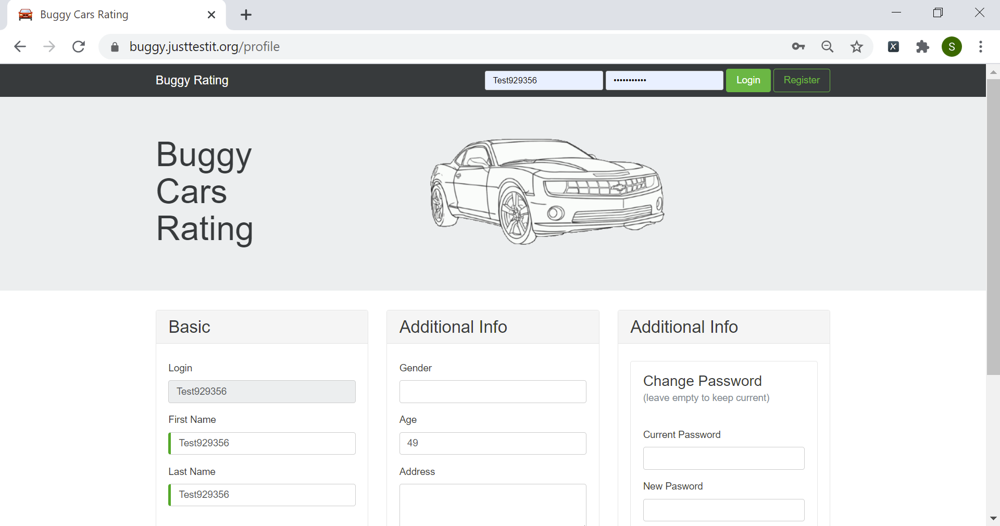 Buggy Cars Rating
buggy.justtestit.org/profile
X
S
Buggy Rating
Test929356
•••••••••••
Login
Register
Buggy
Cars
Rating
Basic
Login
Test929356
First Name
Test929356
Last Name
Test929356
Additional Info
Gender
Age
49
Address
Additional Info
Change Password
(leave empty to keep current)
Current Password
New Pasword